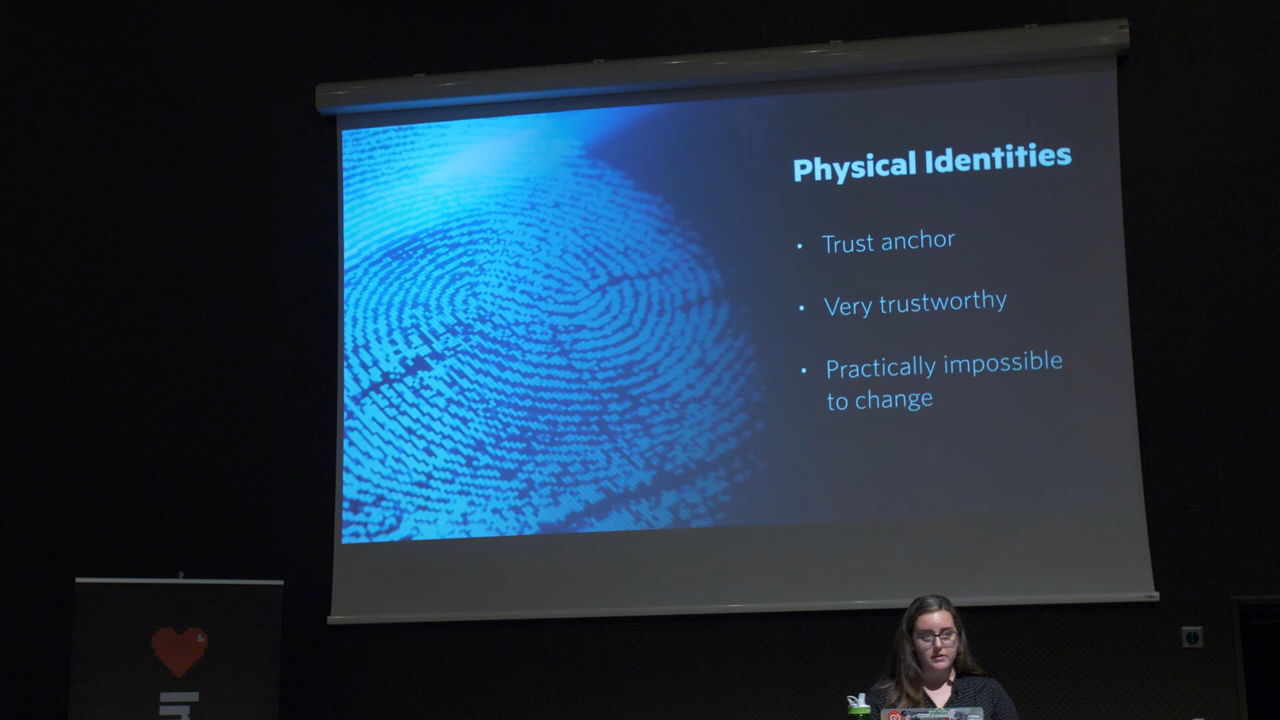 Physical Identities
• Trust anchor
• Very trustworthy
• Practically impossible
to change